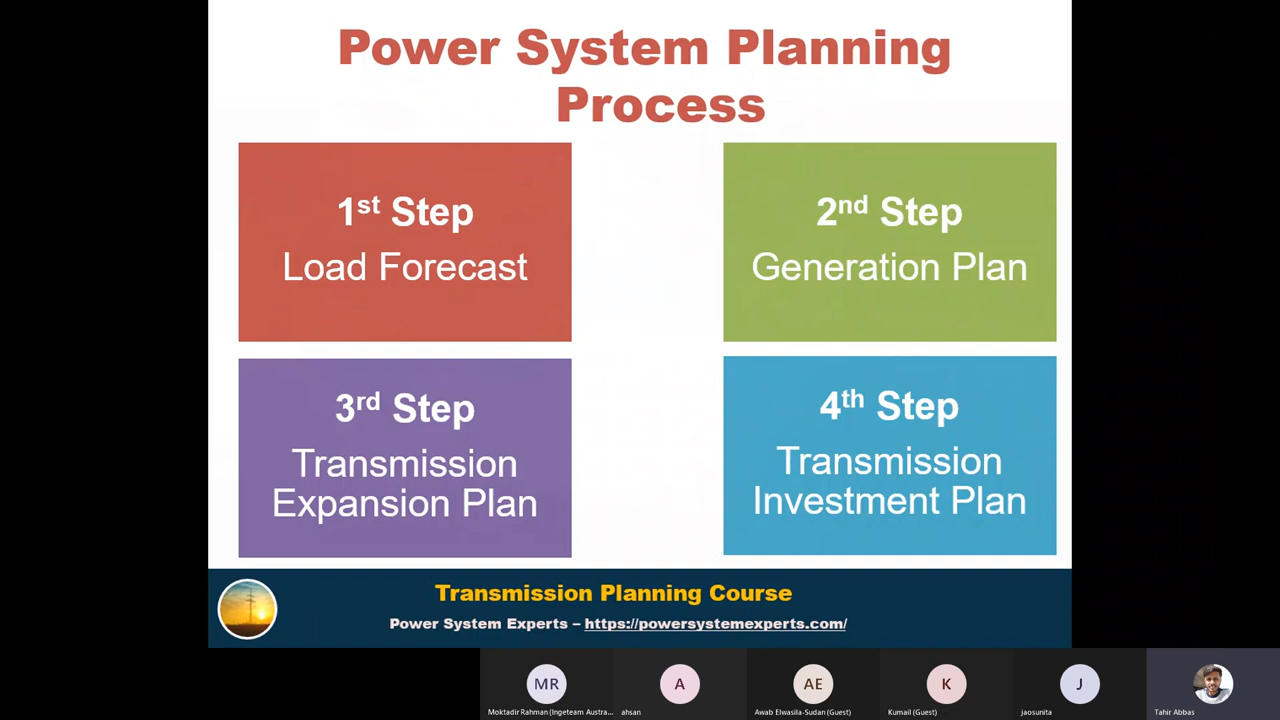 Power System Planning
Process
1st Step
Load Forecast
2nd Step
Generation Plan
3rd Step
Transmission
Expansion Plan
4th Step
Transmission
Investment Plan
Transmission Planning Course
Power System Experts – https://powersystemexperts.com/
MR
A
AE
K
J
Moktadir Rahman (Ingeteam Austra...
ahsan
Awab Elwasila-Sudan (Guest)
Kumail (Guest)
jaosunita
Tahir Abbas